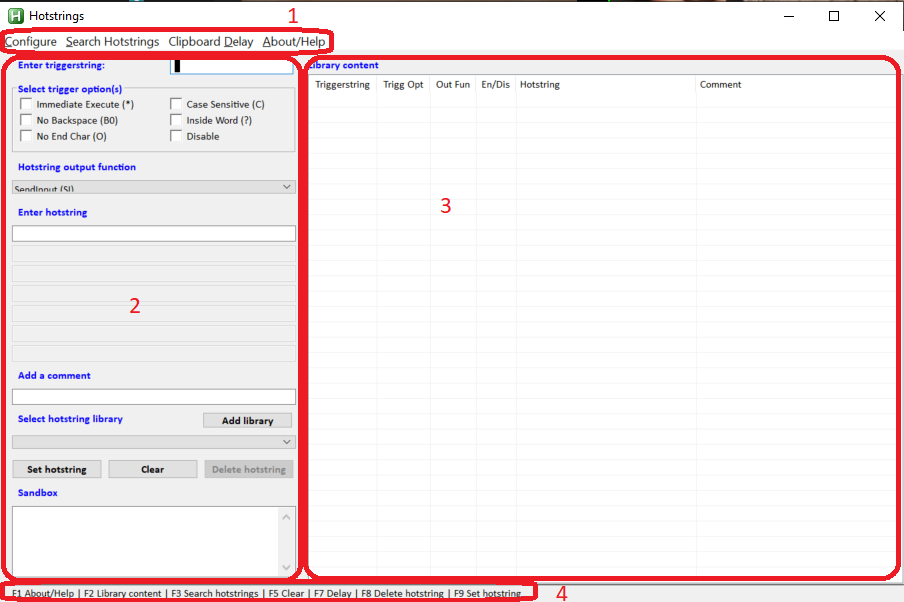 Hotstrings
1
Configure Search Hotstrings Clipboard Delay About/Help
Enter triggerstring:
Select trigger option(s)
Immediate Execute (*) Case Sensitive (C)
No Backspace (B0) Inside Word (?)
No End Char (O) Disable
Hotstring output function
SendInput (SI)
Enter hotstring
2
Add a comment
Select hotstring library Add library
Set hotstring Clear Delete hotstring
Sandbox
Library content
Triggerstring Trigg Opt Out Fun En/Dis Hotstring Comment
3
F1 About/Help | F2 Library content | F3 Search hotstrings | F5 Clear | F7 Delay | F8 Delete hotstring | F9 Set hotstring
4